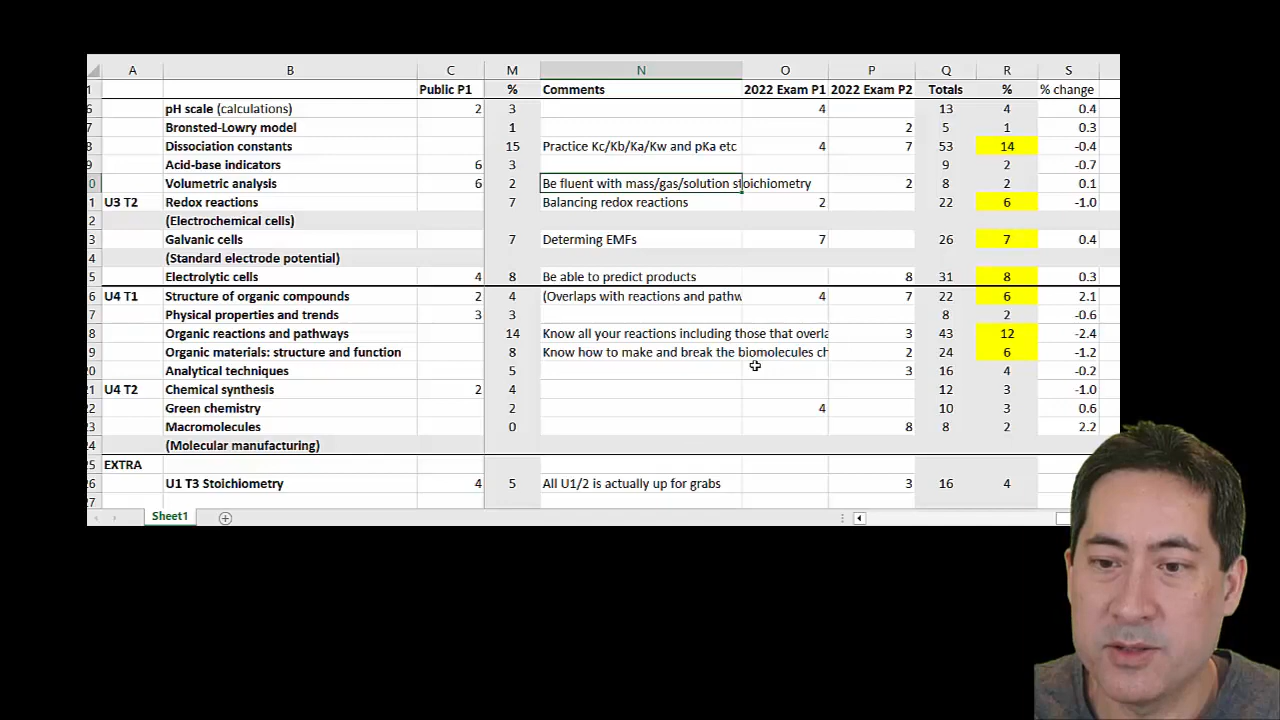 A B C M N O P Q R S
1 Public P1 % Comments 2022 Exam P1 2022 Exam P2 Totals % % change
6 pH scale (calculations) 2 3 4 13 4 0.4
7 Bronsted-Lowry model 1 2 5 1 0.3
8 Dissociation constants 15 Practice Kc/Kb/Ka/Kw and pKa etc 4 7 53 14 -0.4
9 Acid-base indicators 6 3 9 2 -0.7
0 Volumetric analysis 6 2 Be fluent with mass/gas/solution stoichiometry 2 8 2 0.1
1 U3 T2 Redox reactions 7 Balancing redox reactions 2 22 6 -1.0
2 (Electrochemical cells)
3 Galvanic cells 7 Determing EMFs 7 26 7 0.4
4 (Standard electrode potential)
5 Electrolytic cells 4 8 Be able to predict products 8 31 8 0.3
6 U4 T1 Structure of organic compounds 2 4 (Overlaps with reactions and pathw 4 7 22 6 2.1
7 Physical properties and trends 3 3 8 2 -0.6
8 Organic reactions and pathways 14 Know all your reactions including those that overla 3 43 12 -2.4
9 Organic materials: structure and function 8 Know how to make and break the biomolecules ch 2 24 6 -1.2
20 Analytical techniques 5 3 16 4 -0.2
21 U4 T2 Chemical synthesis 2 4 12 3 -1.0
22 Green chemistry 2 4 10 3 0.6
23 Macromolecules 0 8 8 2 2.2
24 (Molecular manufacturing)
25 EXTRA
26 U1 T3 Stoichiometry 4 5 All U1/2 is actually up for grabs 3 16 4
27
Sheet1